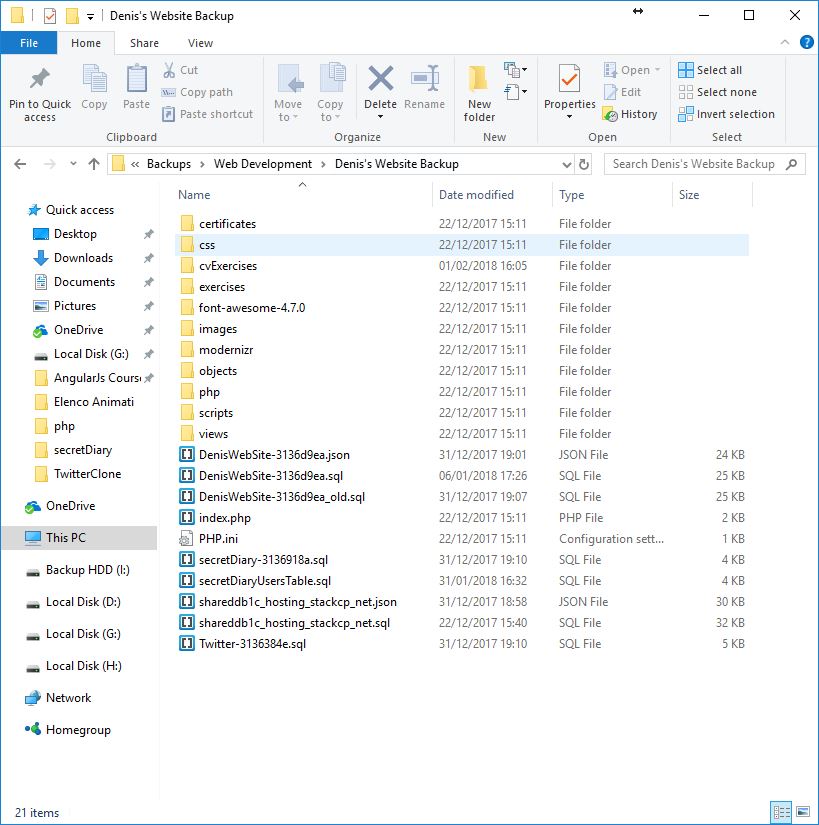 Denis's Website Backup
File Home Share View
Pin to Quick access
Copy
Paste
Cut
Copy path
Paste shortcut
Clipboard
Move to
Copy to
Delete
Rename
Organize
New folder
New
Properties
Open
Edit
History
Open
Select all
Select none
Invert selection
Select
« Backups › Web Development › Denis's Website Backup
Search Denis's Website Backup
Quick access
Desktop
Downloads
Documents
Pictures
OneDrive
Local Disk (G:)
AngularJs Cours
Elenco Animati
php
secretDiary
TwitterClone
OneDrive
This PC
Backup HDD (I:)
Local Disk (D:)
Local Disk (G:)
Local Disk (H:)
Network
Homegroup
Name Date modified Type Size
certificates 22/12/2017 15:11 File folder
css 22/12/2017 15:11 File folder
cvExercises 01/02/2018 16:05 File folder
exercises 22/12/2017 15:11 File folder
font-awesome-4.7.0 22/12/2017 15:11 File folder
images 22/12/2017 15:11 File folder
modernizr 22/12/2017 15:11 File folder
objects 22/12/2017 15:11 File folder
php 22/12/2017 15:11 File folder
scripts 22/12/2017 15:11 File folder
views 22/12/2017 15:11 File folder
DenisWebSite-3136d9ea.json 31/12/2017 19:01 JSON File 24 KB
DenisWebSite-3136d9ea.sql 06/01/2018 17:26 SQL File 25 KB
DenisWebSite-3136d9ea_old.sql 31/12/2017 19:07 SQL File 25 KB
index.php 22/12/2017 15:11 PHP File 2 KB
PHP.ini 22/12/2017 15:11 Configuration sett... 1 KB
secretDiary-3136918a.sql 31/12/2017 19:10 SQL File 4 KB
secretDiaryUsersTable.sql 31/01/2018 16:32 SQL File 4 KB
shareddb1c_hosting_stackcp_net.json 31/12/2017 18:58 JSON File 30 KB
shareddb1c_hosting_stackcp_net.sql 22/12/2017 15:40 SQL File 32 KB
Twitter-3136384e.sql 31/12/2017 19:10 SQL File 5 KB
21 items